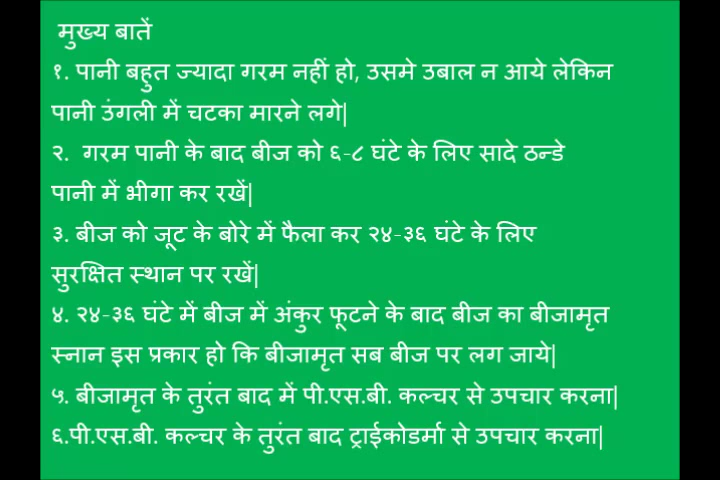 मुख्य बातें
१. पानी बहुत ज्यादा गरम नहीं हो, उसमे उबाल न आये लेकिन
पानी उंगली में चटका मारने लगे|
२.  गरम पानी के बाद बीज को ६-८ घंटे के लिए सादे ठन्डे
पानी में भीगा कर रखें|
३. बीज को जूट के बोरे में फैला कर २४-३६ घंटे के लिए
सुरक्षित स्थान पर रखें|
४. २४-३६ घंटे में बीज में अंकुर फूटने के बाद बीज का बीजामृत
स्नान इस प्रकार हो कि बीजामृत सब बीज पर लग जाये|
५. बीजामृत के तुरंत बाद में पी.एस.बी. कल्चर से उपचार करना|
६.पी.एस.बी. कल्चर के तुरंत बाद ट्राईकोडर्मा से उपचार करना|